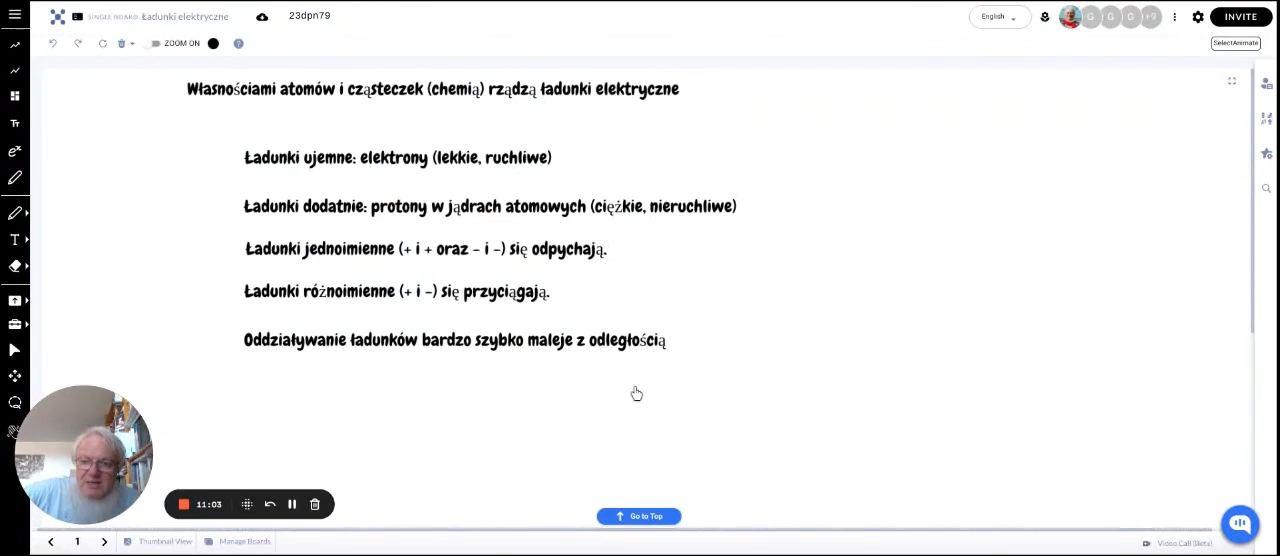 SINGLE BOARD: Ładunki elektryczne 23dpn79 English G G G +9 INVITE
ZOOM ON ? SelectAnimate
Własnościami atomów i cząsteczek (chemią) rządzą ładunki elektryczne
Ładunki ujemne: elektrony (lekkie, ruchliwe)
Ładunki dodatnie: protony w jądrach atomowych (ciężkie, nieruchliwe)
Ładunki jednoimienne (+ i + oraz - i -) się odpychają.
Ładunki różnoimienne (+ i -) się przyciągają.
Oddziaływanie ładunków bardzo szybko maleje z odległością
11:03
Go to Top
1 Thumbnail View Manage Boards Video Call (Beta)